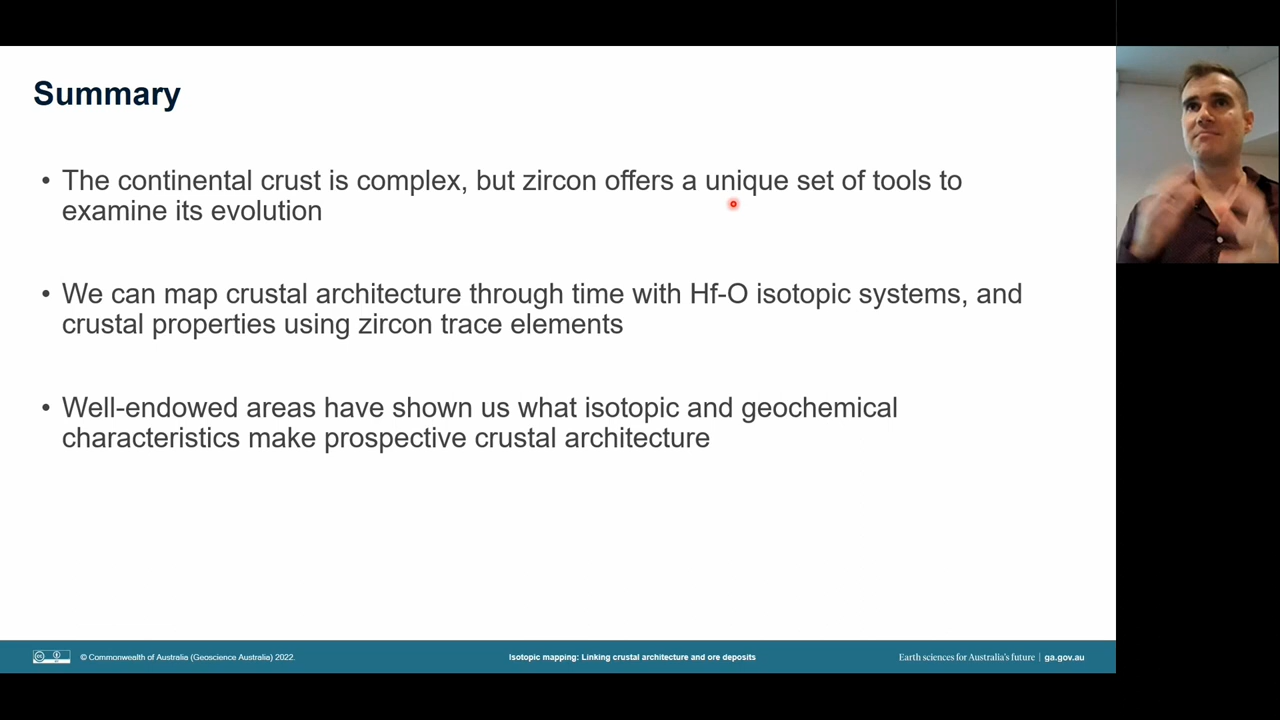 Summary
• The continental crust is complex, but zircon offers a unique set of tools to
examine its evolution
• We can map crustal architecture through time with Hf-O isotopic systems, and
crustal properties using zircon trace elements
• Well-endowed areas have shown us what isotopic and geochemical
characteristics make prospective crustal architecture
© Commonwealth of Australia (Geoscience Australia) 2022.
Isotopic mapping: Linking crustal architecture and ore deposits
Earth sciences for Australia's future | ga.gov.au